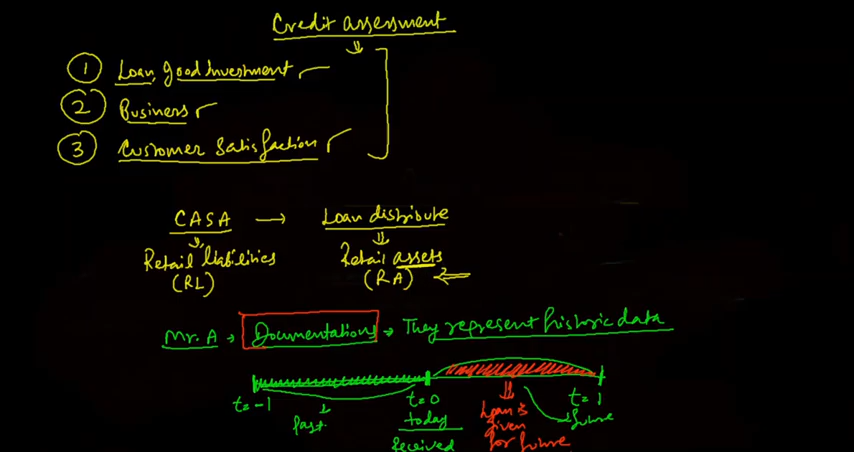 Credit assessment
① Loan, Good Investment
② Business
③ Customer Satisfaction
CASA → Loan distribute
Retail liabilities Retail assets
(RL) (RA)
Mr. A → Documentations → They represent historic data
t=-1 t=0 t=1
Past today Loan is future
received given
for future